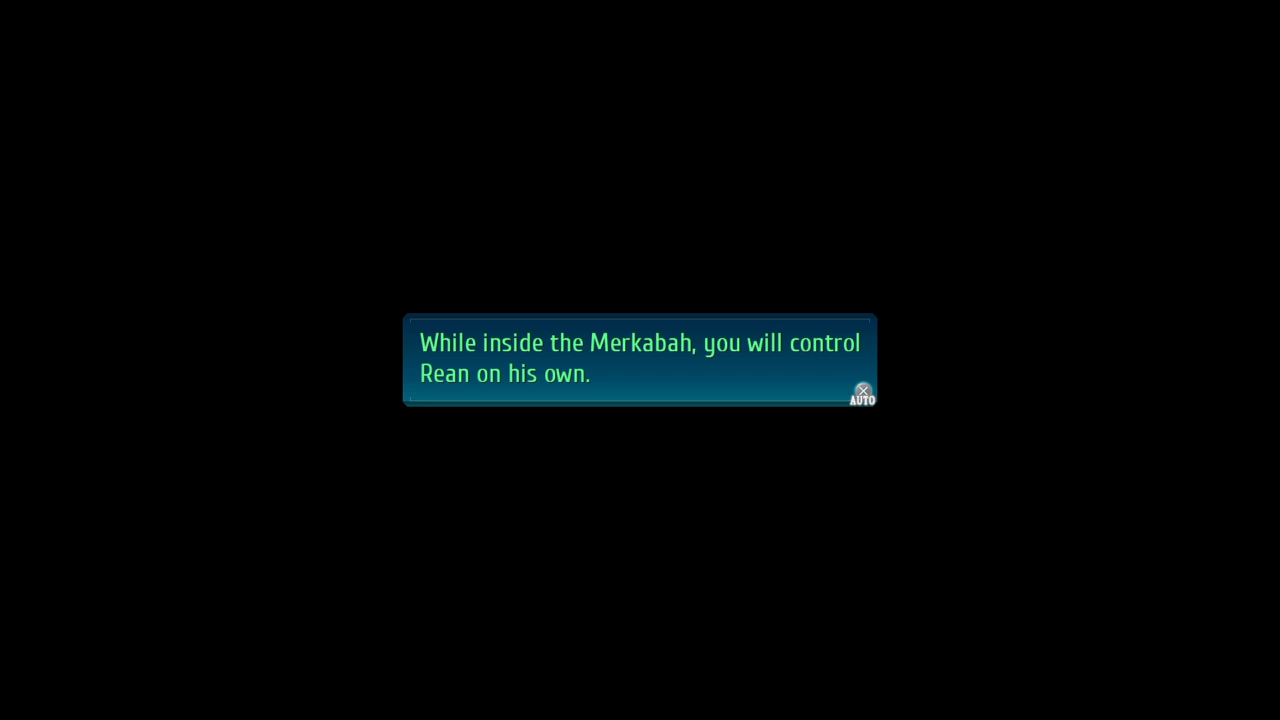 While inside the Merkabah, you will control
Rean on his own.
AUTO